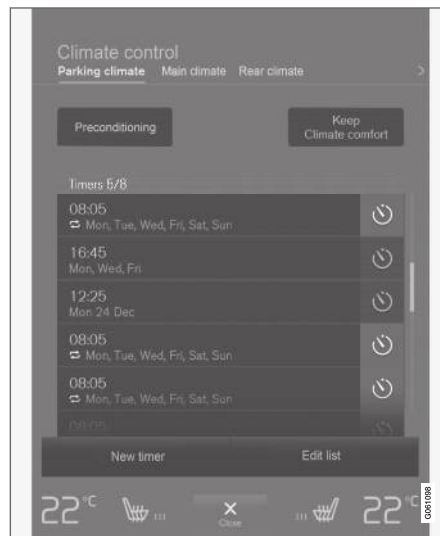 Climate control
Parking climate Main climate Rear climate
Preconditioning
Keep
Climate comfort
Timers 5/8
08:05
Mon, Tue, Wed, Fri, Sat, Sun
16:45
Mon, Wed, Fri
12:25
Mon 24 Dec
08:05
Mon, Tue, Wed, Fri, Sat, Sun
08:05
Mon, Tue, Wed, Fri, Sat, Sun
08:05
New timer Edit list
22°C 22°C
Close
G061098